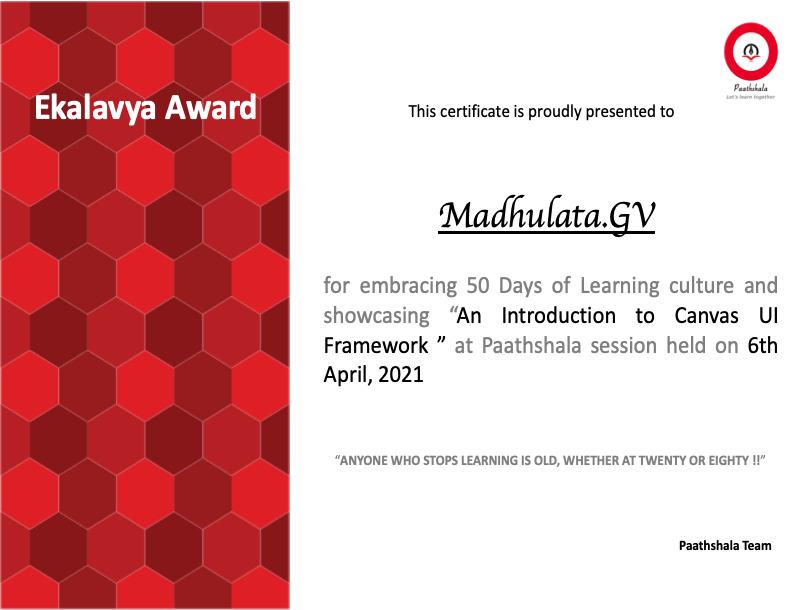 Ekalavya Award
Paathshala
Let's learn together
This certificate is proudly presented to
Madhulata.GV
for embracing 50 Days of Learning culture and
showcasing “An Introduction to Canvas UI
Framework ” at Paathshala session held on 6th
April, 2021
“ANYONE WHO STOPS LEARNING IS OLD, WHETHER AT TWENTY OR EIGHTY !!”
Paathshala Team